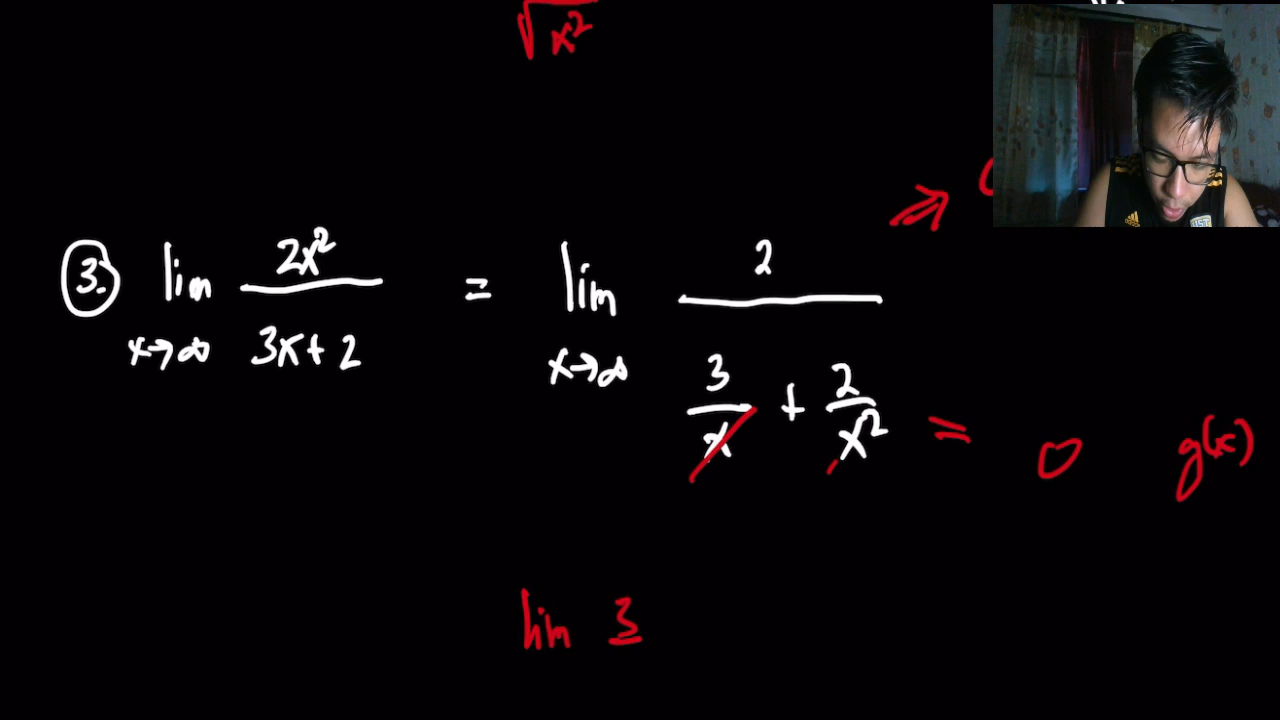 √x²
3. lim x→∞ 2x² / 3x+2 = lim x→∞ 2 / (3/x + 2/x²) ⇒
= 0 g(x)
lim 3